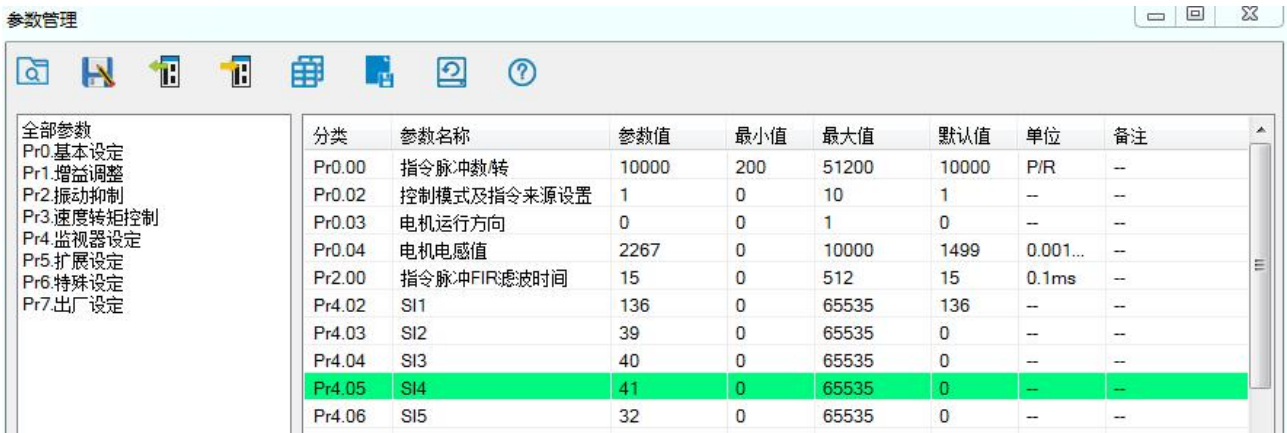 参数管理
全部参数
Pr0.基本设定
Pr1.增益调整
Pr2.振动抑制
Pr3.速度转矩控制
Pr4.监视器设定
Pr5.扩展设定
Pr6.特殊设定
Pr7.出厂设定
分类 参数名称 参数值 最小值 最大值 默认值 单位 备注
Pr0.00 指令脉冲数/转 10000 200 51200 10000 P/R --
Pr0.02 控制模式及指令来源设置 1 0 10 1 -- --
Pr0.03 电机运行方向 0 0 1 0 -- --
Pr0.04 电机电感值 2267 0 10000 1499 0.001... --
Pr2.00 指令脉冲FIR滤波时间 15 0 512 15 0.1ms --
Pr4.02 SI1 136 0 65535 136 -- --
Pr4.03 SI2 39 0 65535 0 -- --
Pr4.04 SI3 40 0 65535 0 -- --
Pr4.05 SI4 41 0 65535 0 -- --
Pr4.06 SI5 32 0 65535 0 -- --